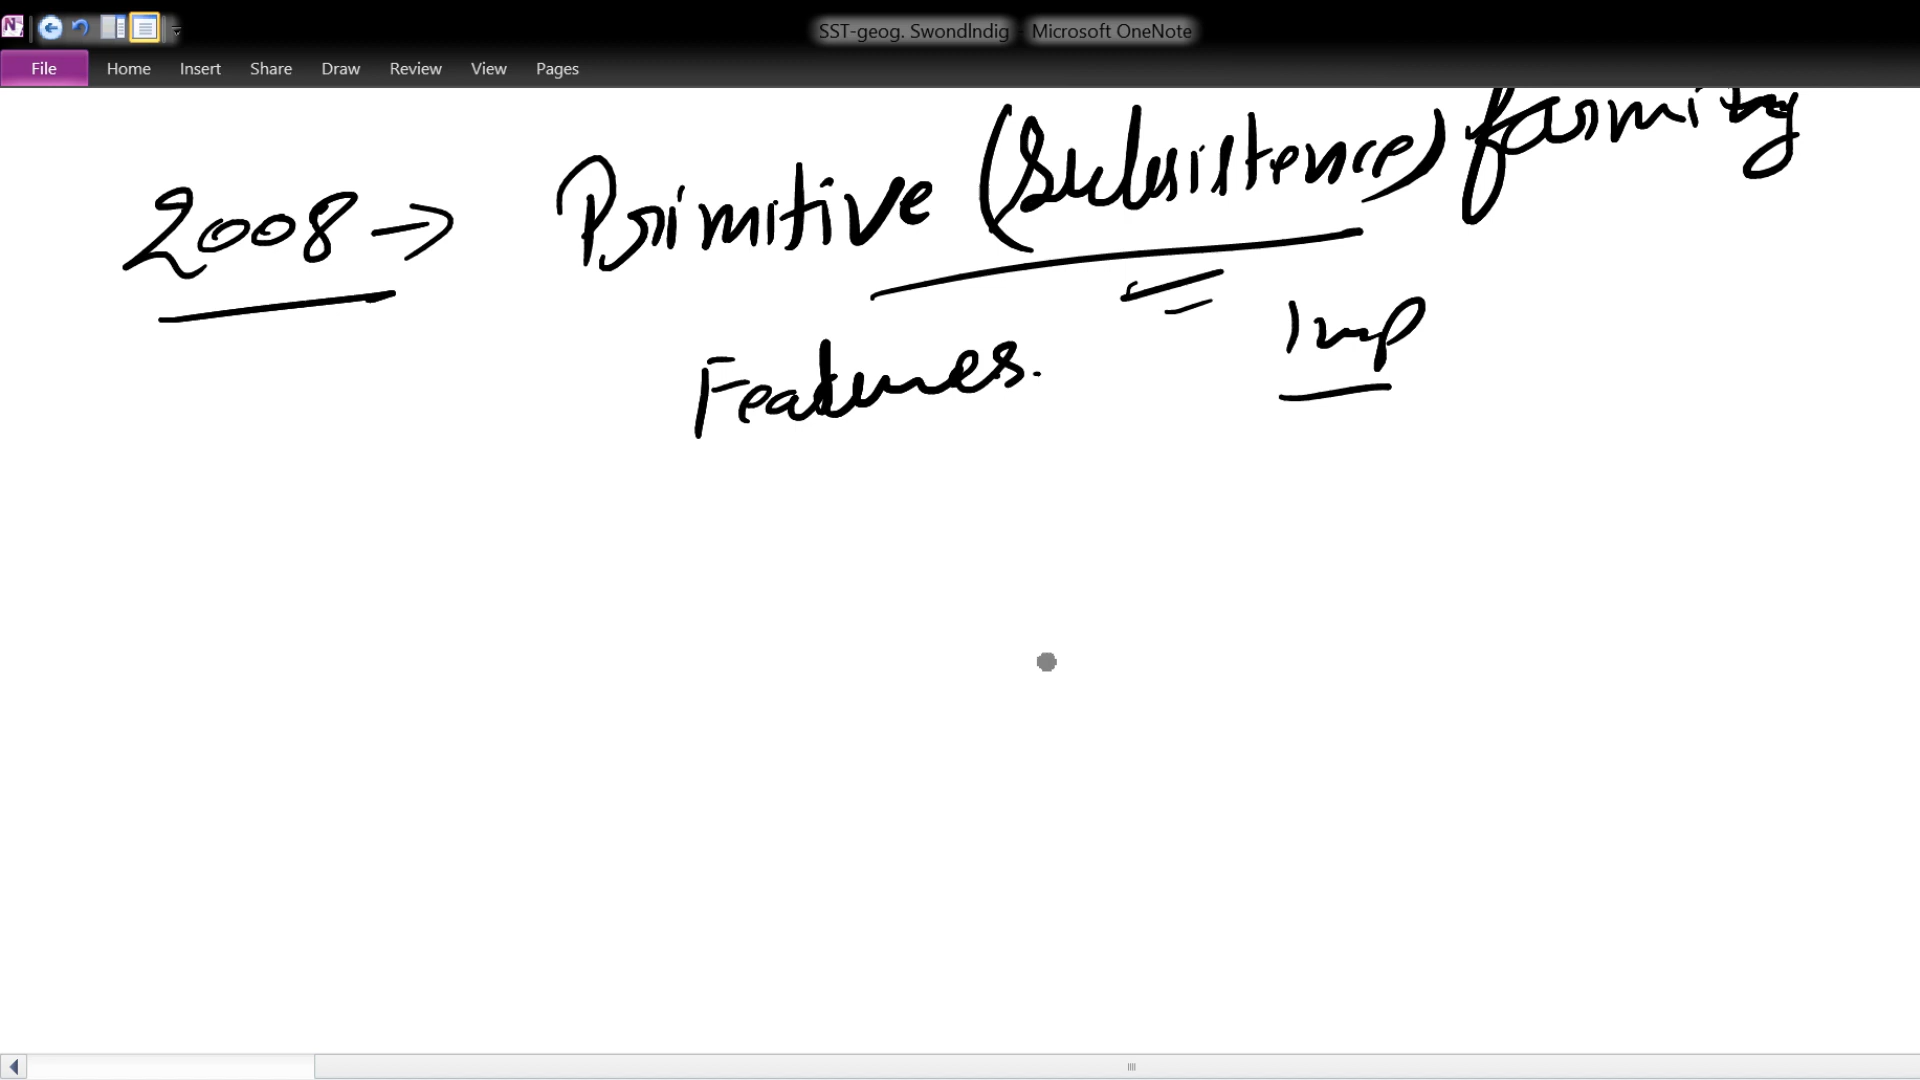 SST-geog. SwondIndig - Microsoft OneNote
File Home Insert Share Draw Review View Pages
2008 → Primitive (Subsistence) farming
Features. Imp